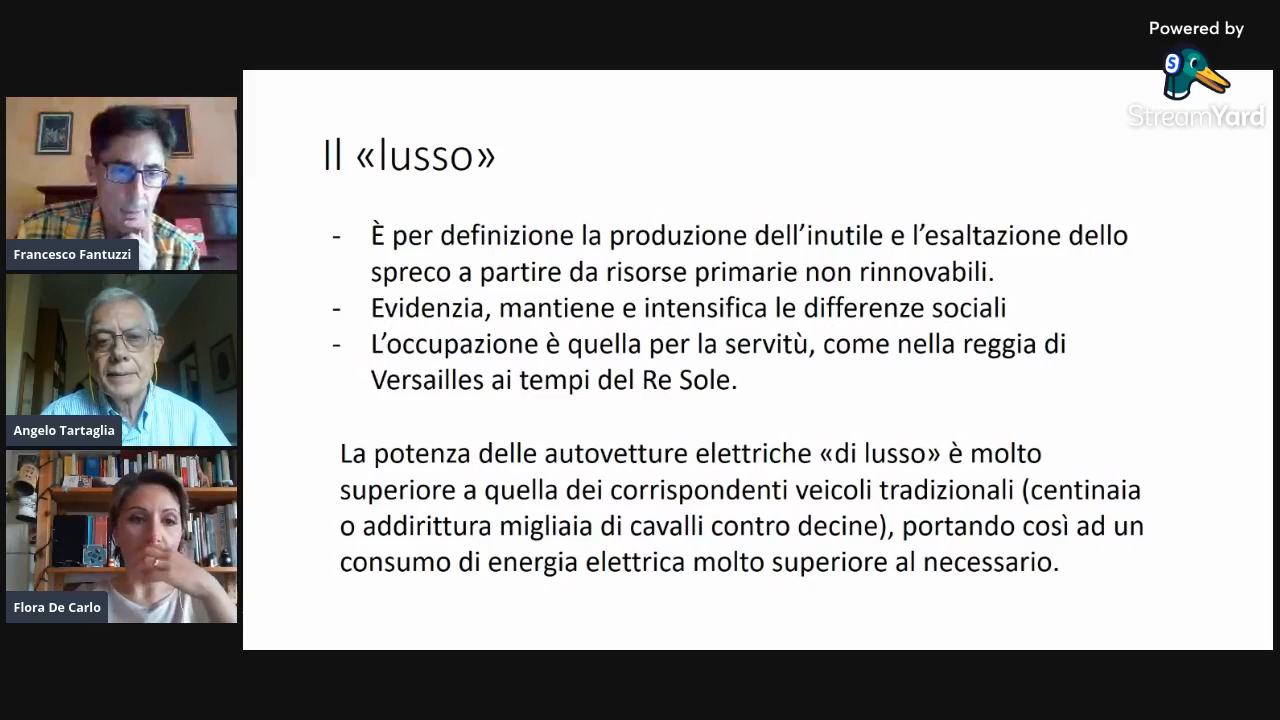 Powered by
StreamYard
Francesco Fantuzzi
Angelo Tartaglia
Flora De Carlo
Il «lusso»
- È per definizione la produzione dell’inutile e l’esaltazione dello
spreco a partire da risorse primarie non rinnovabili.
- Evidenzia, mantiene e intensifica le differenze sociali
- L’occupazione è quella per la servitù, come nella reggia di
Versailles ai tempi del Re Sole.
La potenza delle autovetture elettriche «di lusso» è molto
superiore a quella dei corrispondenti veicoli tradizionali (centinaia
o addirittura migliaia di cavalli contro decine), portando così ad un
consumo di energia elettrica molto superiore al necessario.